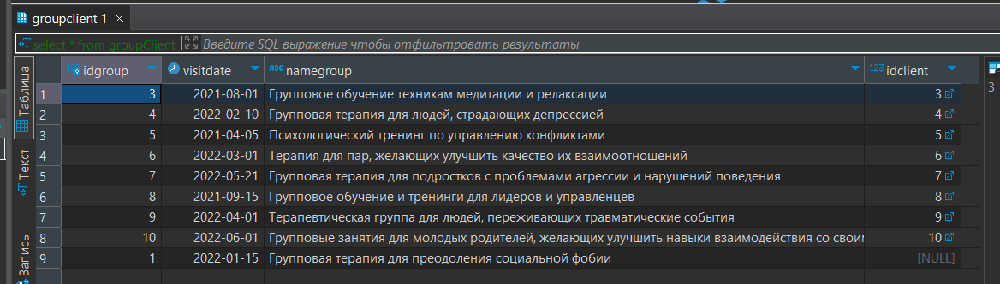 groupclient 1
select * from groupClient Введите SQL выражение чтобы отфильтровать результаты
Таблица
Текст
Запись
123 idgroup visitdate ABC namegroup 123 idclient
1 3 2021-08-01 Групповое обучение техникам медитации и релаксации 3
2 4 2022-02-10 Групповая терапия для людей, страдающих депрессией 4
3 5 2021-04-05 Психологический тренинг по управлению конфликтами 5
4 6 2022-03-01 Терапия для пар, желающих улучшить качество их взаимоотношений 6
5 7 2022-05-21 Групповая терапия для подростков с проблемами агрессии и нарушений поведения 7
6 8 2021-09-15 Групповое обучение и тренинги для лидеров и управленцев 8
7 9 2022-04-01 Терапевтическая группа для людей, переживающих травматические события 9
8 10 2022-06-01 Групповые занятия для молодых родителей, желающих улучшить навыки взаимодействия со свои 10
9 1 2022-01-15 Групповая терапия для преодоления социальной фобии [NULL]
3